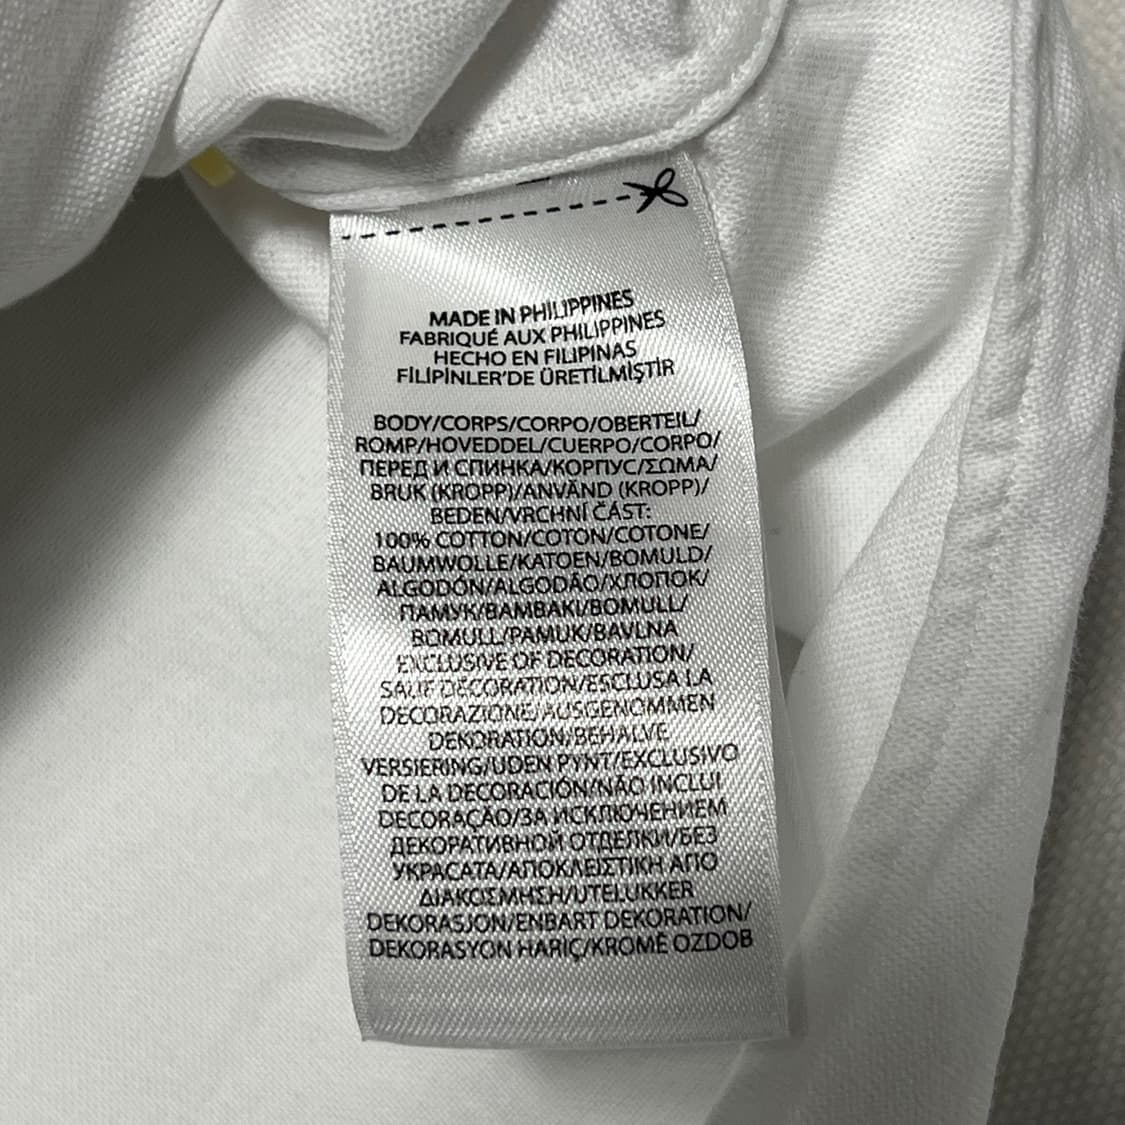 MADE IN PHILIPPINES
FABRIQUÉ AUX PHILIPPINES
HECHO EN FILIPINAS
FİLİPİNLER'DE ÜRETİLMİŞTİR
BODY/CORPS/CORPO/OBERTEIL/
ROMP/HOVEDDEL/CUERPO/CORPO/
ПЕРЕД И СПИНКА/КОРПУС/ΣΩΜΑ/
BRUK (KROPP)/ANVÄND (KROPP)/
BEDEN/VRCHNÍ ČÁST:
100% COTTON/COTON/COTONE/
BAUMWOLLE/KATOEN/BOMULD/
ALGODÓN/ALGODÃO/ХЛОПОК/
ПАМУК/ΒΑΜΒΑΚΙ/BOMULL/
BOMULL/PAMUK/BAVLNA
EXCLUSIVE OF DECORATION/
SAUF DECORATION/ESCLUSA LA
DECORAZIONE/AUSGENOMMEN
DEKORATION/BEHALVE
VERSIERING/UDEN PYNT/EXCLUSIVO
DE LA DECORACIÓN/NÃO INCLUI
DECORAÇÃO/ЗА ИСКЛЮЧЕНИЕМ
ДЕКОРАТИВНОЙ ОТДЕЛКИ/БЕЗ
УКРАСАТА/ΑΠΟΚΛΕΙΣΤΙΚΗ ΑΠΟ
ΔΙΑΚΟΣΜΗΣΗ/UTELUKKER
DEKORASJON/ENBART DEKORATION/
DEKORASYON HARİÇ/KROMĚ OZDOB